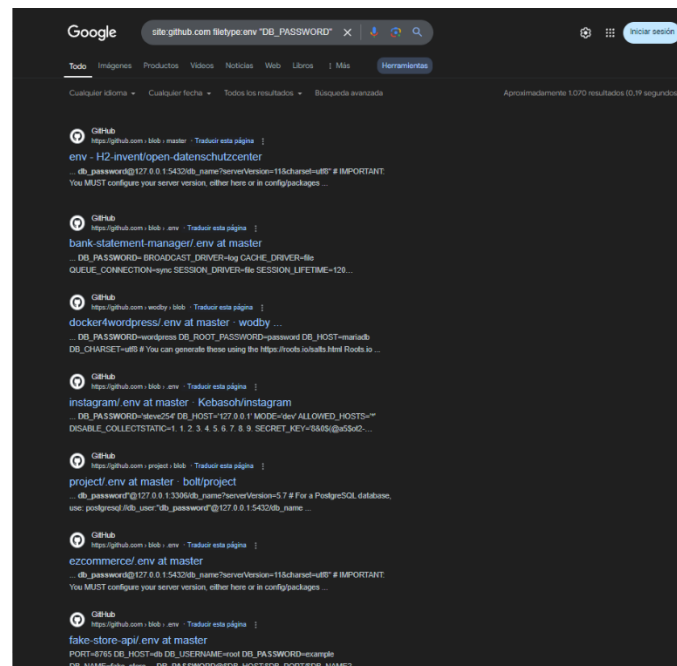 Google
site:github.com filetype:env "DB_PASSWORD"
Iniciar sesión
Todo Imágenes Productos Vídeos Noticias Web Libros Más Herramientas
Cualquier idioma Cualquier fecha Todos los resultados Búsqueda avanzada Aproximadamente 1.070 resultados (0,19 segundos
GitHub
https://github.com › blob › master · Traducir esta página
env - H2-invent/open-datenschutzcenter
... db_password@127.0.0.1:5432/db_name?serverVersion=11&charset=utf8" # IMPORTANT:
You MUST configure your server version, either here or in config/packages ...
GitHub
https://github.com › blob › .env · Traducir esta página
bank-statement-manager/.env at master
... DB_PASSWORD= BROADCAST_DRIVER=log CACHE_DRIVER=file
QUEUE_CONNECTION=sync SESSION_DRIVER=file SESSION_LIFETIME=120...
GitHub
https://github.com › wodby › blob · Traducir esta página
docker4wordpress/.env at master · wodby ...
... DB_PASSWORD=wordpress DB_ROOT_PASSWORD=password DB_HOST=mariadb
DB_CHARSET=utf8 # You can generate these using the https://roots.io/salts.html Roots.io ...
GitHub
https://github.com › blob › .env · Traducir esta página
instagram/.env at master · Kebasoh/instagram
... DB_PASSWORD='steve254' DB_HOST='127.0.0.1' MODE='dev' ALLOWED_HOSTS='*'
DISABLE_COLLECTSTATIC=1. 1. 2. 3. 4. 5. 6. 7. 8. 9.
GitHub
https://github.com › project › blob · Traducir esta página
project/.env at master · bolt/project
... db_password"@127.0.0.1:3306/db_name?serverVersion=5.7 # For a PostgreSQL database,
use: postgresql://db_user:"db_password"@127.0.0.1:5432/db_name ...
GitHub
https://github.com › blob › .env · Traducir esta página
ezcommerce/.env at master
... db_password@127.0.0.1:5432/db_name?serverVersion=11&charset=utf8" # IMPORTANT:
You MUST configure your server version, either here or in config/packages ...
GitHub
https://github.com › blob › .env · Traducir esta página
fake-store-api/.env at master
PORT=8765 DB_HOST=db DB_USERNAME=root DB_PASSWORD=example